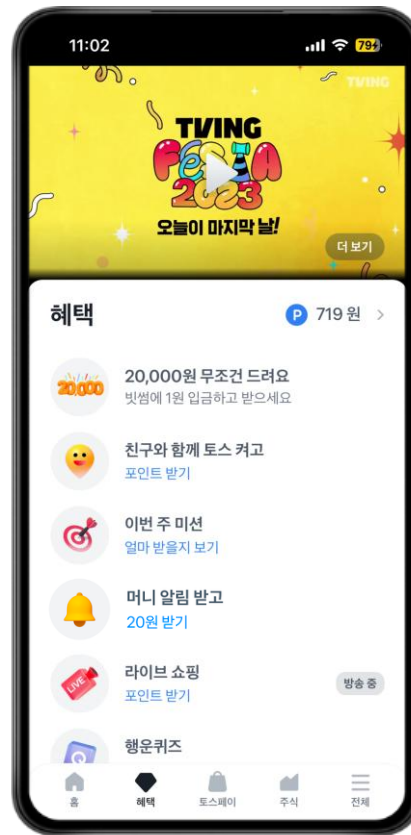 11:02
79
TVING
TVING
FESTA
2023
오늘이 마지막 날!
더 보기
혜택
P 719 원
20,000
20,000원 무조건 드려요
빗썸에 1원 입금하고 받으세요
친구와 함께 토스 켜고
포인트 받기
이번 주 미션
얼마 받을지 보기
머니 알림 받고
20원 받기
LIVE
라이브 쇼핑
포인트 받기
방송 중
Q
행운퀴즈
홈
혜택
토스페이
주식
전체